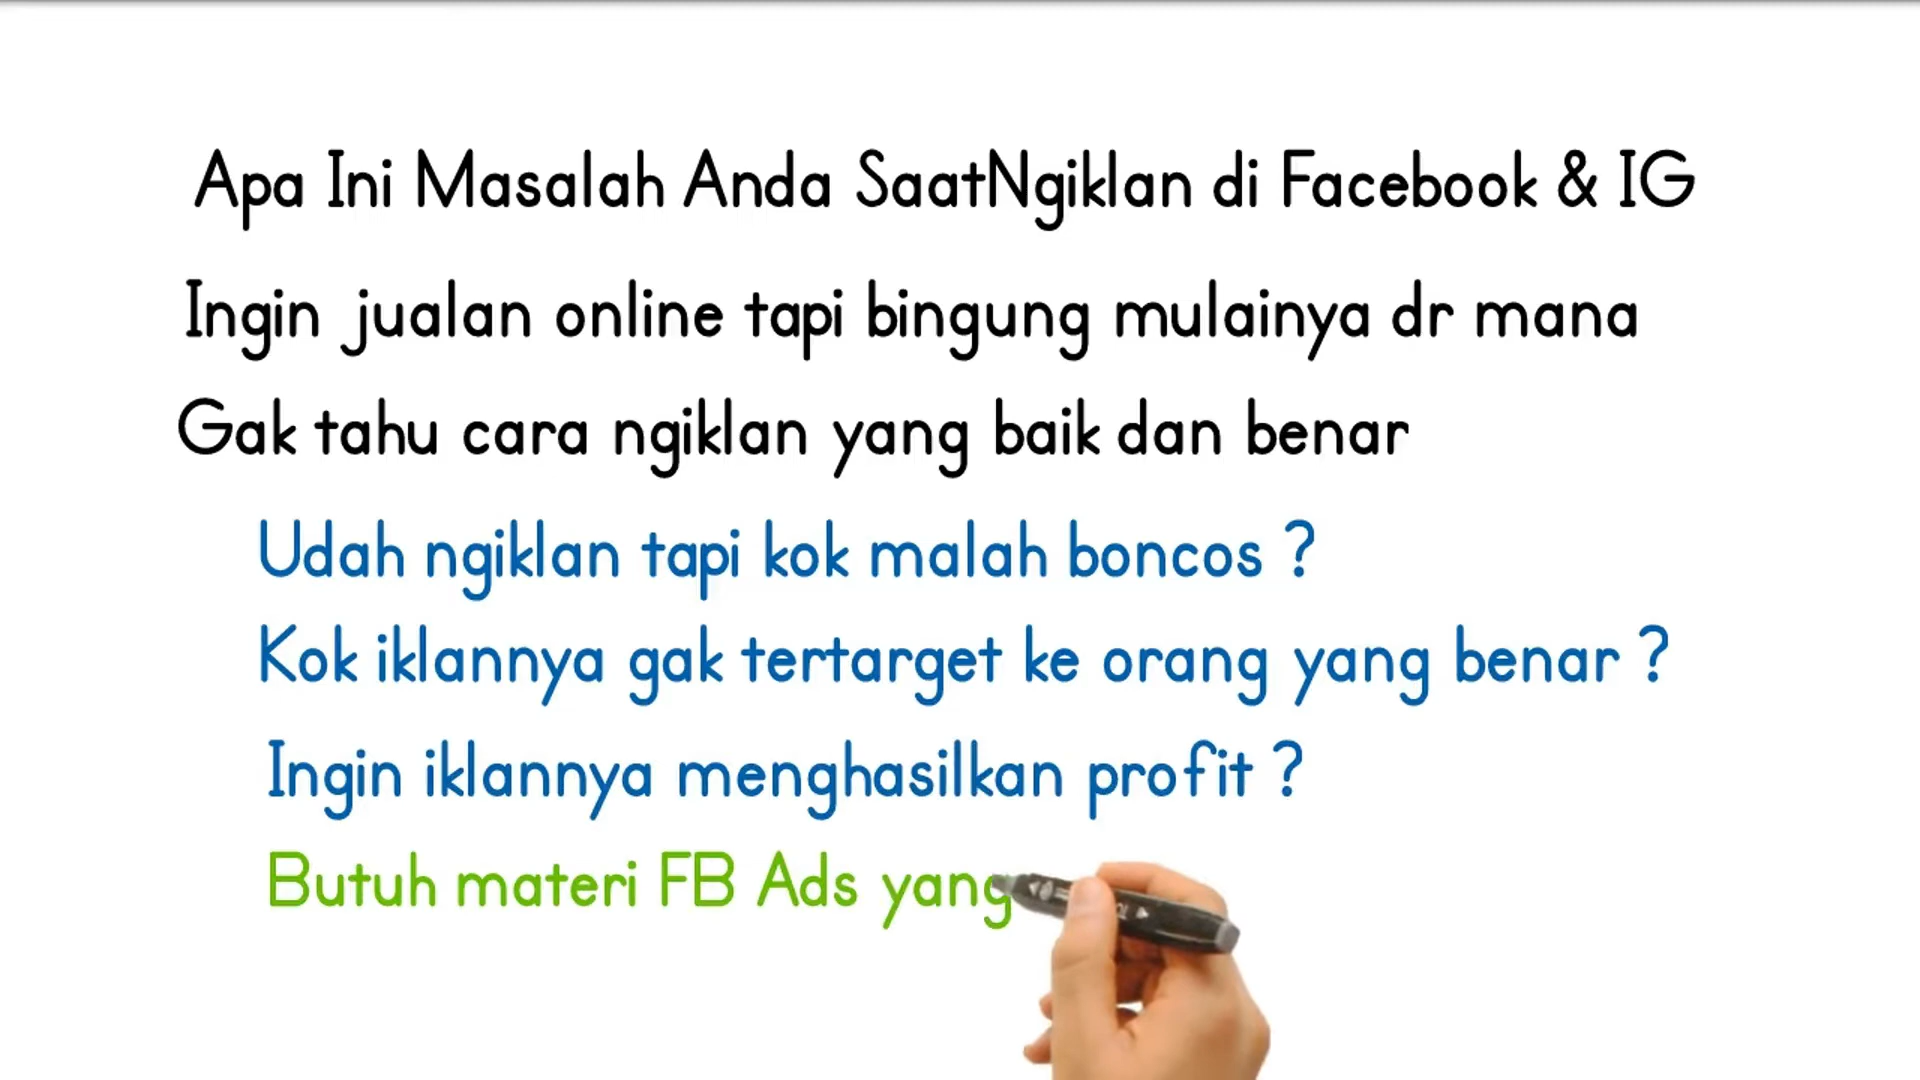 Apa Ini Masalah Anda SaatNgiklan di Facebook & IG
Ingin jualan online tapi bingung mulainya dr mana
Gak tahu cara ngiklan yang baik dan benar
Udah ngiklan tapi kok malah boncos ?
Kok iklannya gak tertarget ke orang yang benar ?
Ingin iklannya menghasilkan profit ?
Butuh materi FB Ads yang